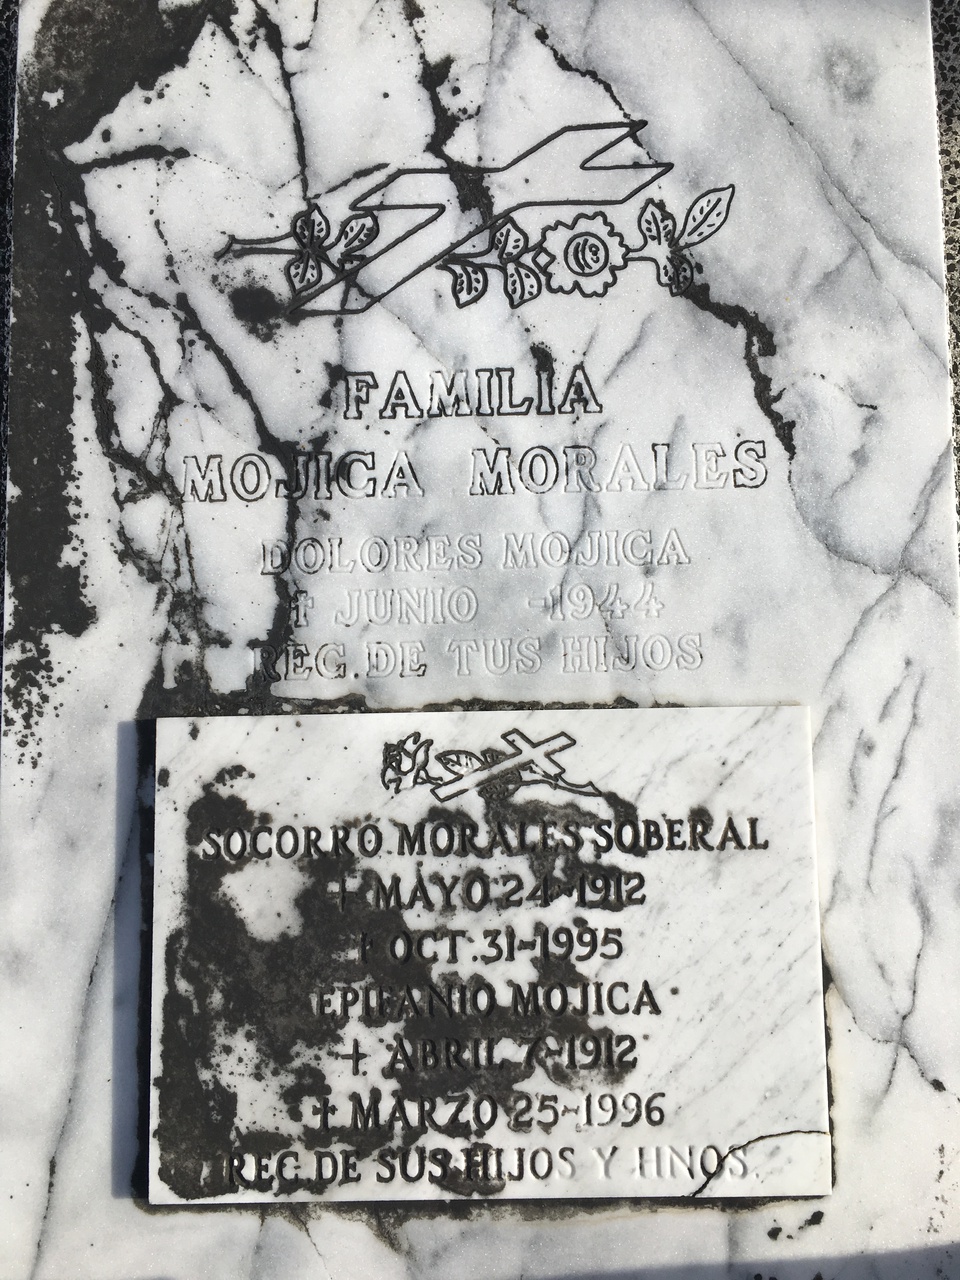 FAMILIA
MOJICA MORALES
DOLORES MOJICA
† JUNIO -1944
REC. DE TUS HIJOS
SOCORRO MORALES SOBERAL
† MAYO 24-1912
† OCT. 31-1995
EPIFANIO MOJICA
† ABRIL 7-1912
† MARZO 25-1996
REC. DE SUS HIJOS Y HNOS.